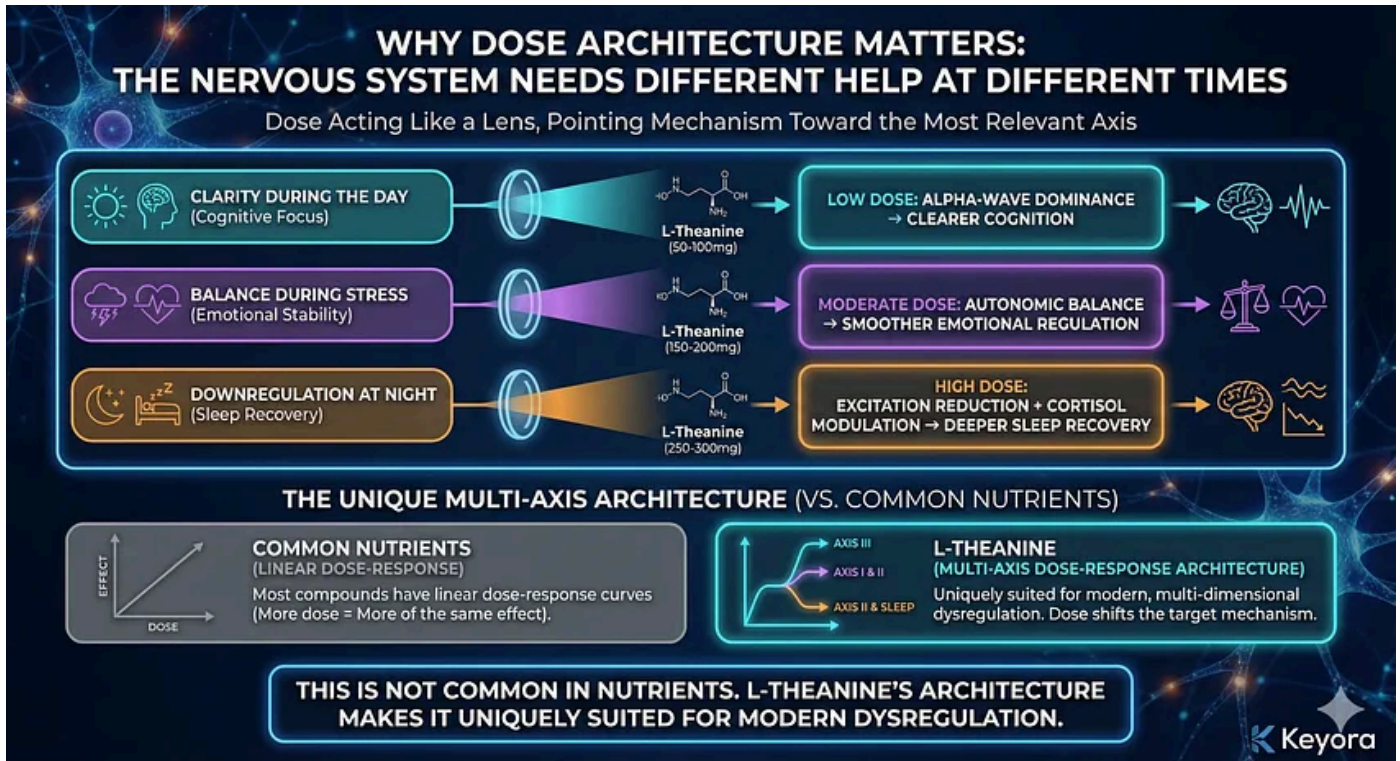 WHY DOSE ARCHITECTURE MATTERS:
THE NERVOUS SYSTEM NEEDS DIFFERENT HELP AT DIFFERENT TIMES
Dose Acting Like a Lens, Pointing Mechanism Toward the Most Relevant Axis
CLARITY DURING THE DAY
(Cognitive Focus)
H
N
O
OH
NH₂
L-Theanine
(50-100mg)
LOW DOSE: ALPHA-WAVE DOMINANCE
→ CLEARER COGNITION
BALANCE DURING STRESS
(Emotional Stability)
H
N
O
OH
NH₂
L-Theanine
(150-200mg)
MODERATE DOSE: AUTONOMIC BALANCE
→ SMOOTHER EMOTIONAL REGULATION
DOWNREGULATION AT NIGHT
(Sleep Recovery)
H
N
O
OH
NH₂
L-Theanine
(250-300mg)
HIGH DOSE:
EXCITATION REDUCTION + CORTISOL
MODULATION → DEEPER SLEEP RECOVERY
THE UNIQUE MULTI-AXIS ARCHITECTURE (VS. COMMON NUTRIENTS)
EFFECT
DOSE
COMMON NUTRIENTS
(LINEAR DOSE-RESPONSE)
Most compounds have linear dose-response curves
(More dose = More of the same effect).
AXIS III
AXIS I & II
AXIS II & SLEEP
L-THEANINE
(MULTI-AXIS DOSE-RESPONSE ARCHITECTURE)
Uniquely suited for modern, multi-dimensional
dysregulation. Dose shifts the target mechanism.
THIS IS NOT COMMON IN NUTRIENTS. L-THEANINE'S ARCHITECTURE
MAKES IT UNIQUELY SUITED FOR MODERN DYSREGULATION.
Keyora